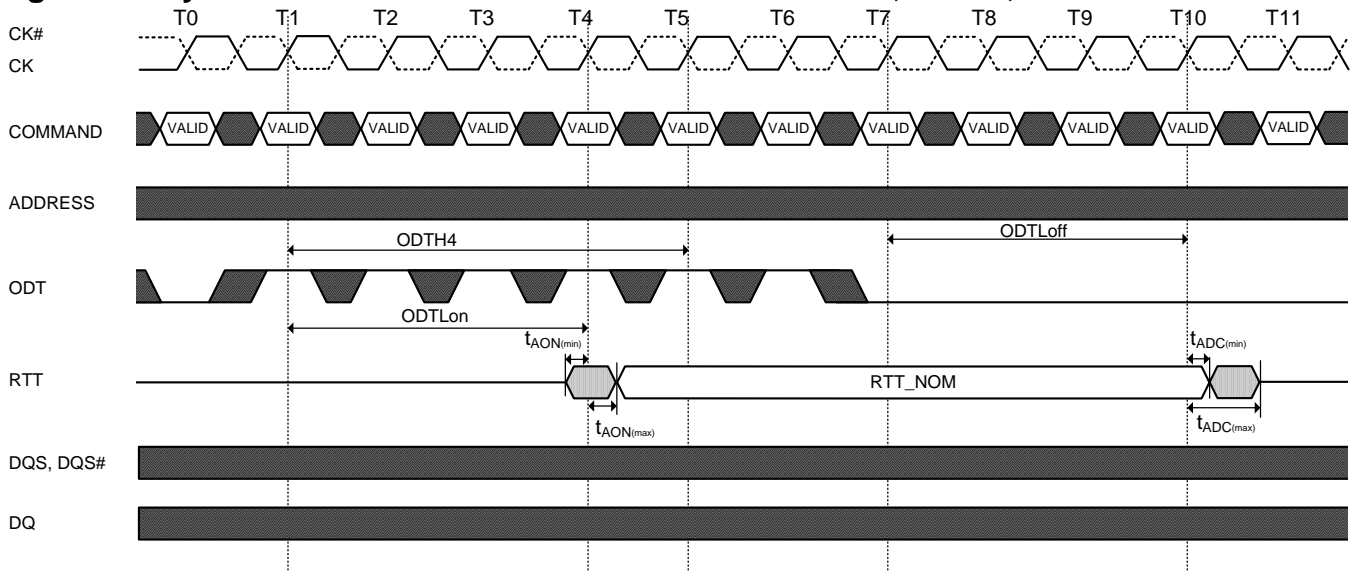 T0 T1 T2 T3 T4 T5 T6 T7 T8 T9 T10 T11
CK#
CK
COMMAND VALID VALID VALID VALID VALID VALID VALID VALID VALID VALID VALID VALID
ADDRESS
ODTH4 ODTLoff
ODT
ODTLon
tAON(min) tADC(min)
RTT RTT_NOM
tAON(max) tADC(max)
DQS, DQS#
DQ